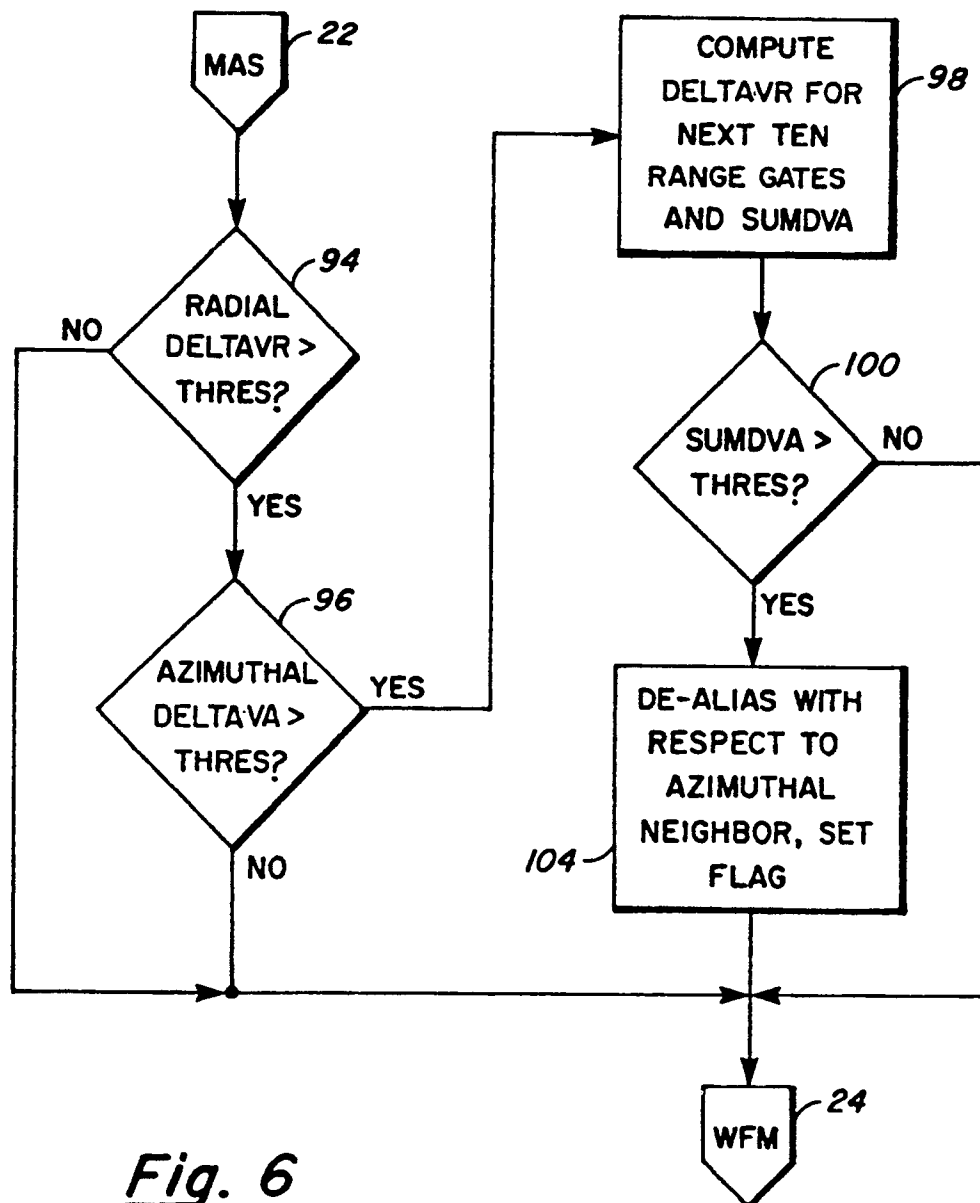 22
MAS
94
RADIAL
DELTAVR >
THRES?
NO
YES
96
AZIMUTHAL
DELTAVA >
THRES?
YES
NO
COMPUTE
DELTAVR FOR
NEXT TEN
RANGE GATES
AND SUMDVA
98
100
SUMDVA >
THRES?
NO
YES
DE-ALIAS WITH
RESPECT TO
AZIMUTHAL
NEIGHBOR, SET
FLAG
104
24
WFM
Fig. 6